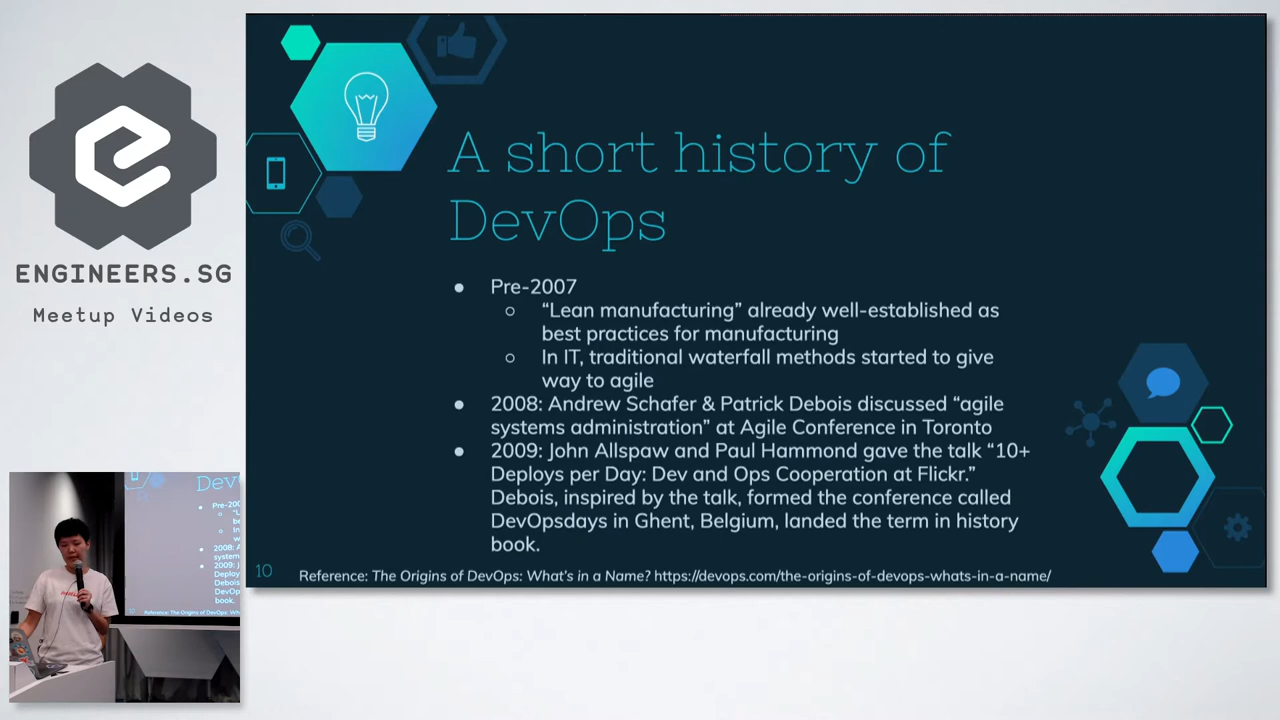 ENGINEERS.SG
Meetup Videos
A short history of
DevOps
● Pre-2007
○ “Lean manufacturing” already well-established as
best practices for manufacturing
○ In IT, traditional waterfall methods started to give
way to agile
● 2008: Andrew Schafer & Patrick Debois discussed “agile
systems administration” at Agile Conference in Toronto
● 2009: John Allspaw and Paul Hammond gave the talk “10+
Deploys per Day: Dev and Ops Cooperation at Flickr.”
Debois, inspired by the talk, formed the conference called
DevOpsdays in Ghent, Belgium, landed the term in history
book.
10
Reference: The Origins of DevOps: What’s in a Name? https://devops.com/the-origins-of-devops-whats-in-a-name/